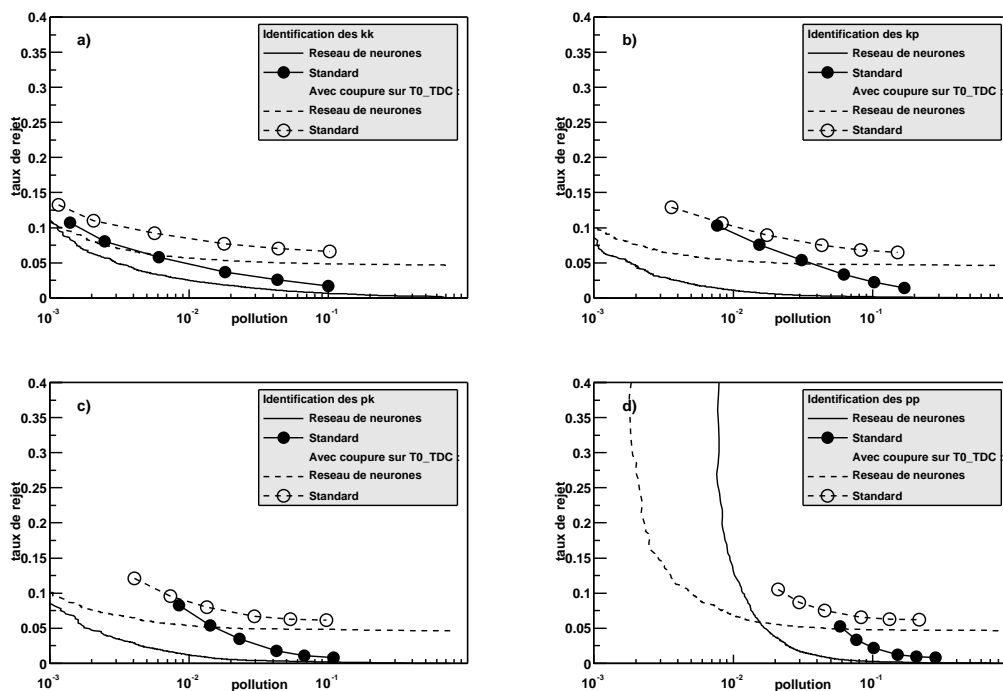 a)
Identification des kk
Reseau de neurones
Standard
Avec coupure sur T0_TDC :
Reseau de neurones
Standard
taux de rejet
0.4
0.35
0.3
0.25
0.2
0.15
0.1
0.05
0
10-3
10-2
10-1
pollution
b)
Identification des kp
Reseau de neurones
Standard
Avec coupure sur T0_TDC :
Reseau de neurones
Standard
taux de rejet
0.4
0.35
0.3
0.25
0.2
0.15
0.1
0.05
0
10-3
10-2
10-1
pollution
c)
Identification des pk
Reseau de neurones
Standard
Avec coupure sur T0_TDC :
Reseau de neurones
Standard
taux de rejet
0.4
0.35
0.3
0.25
0.2
0.15
0.1
0.05
0
10-3
10-2
10-1
pollution
d)
Identification des pp
Reseau de neurones
Standard
Avec coupure sur T0_TDC :
Reseau de neurones
Standard
taux de rejet
0.4
0.35
0.3
0.25
0.2
0.15
0.1
0.05
0
10-3
10-2
10-1
pollution